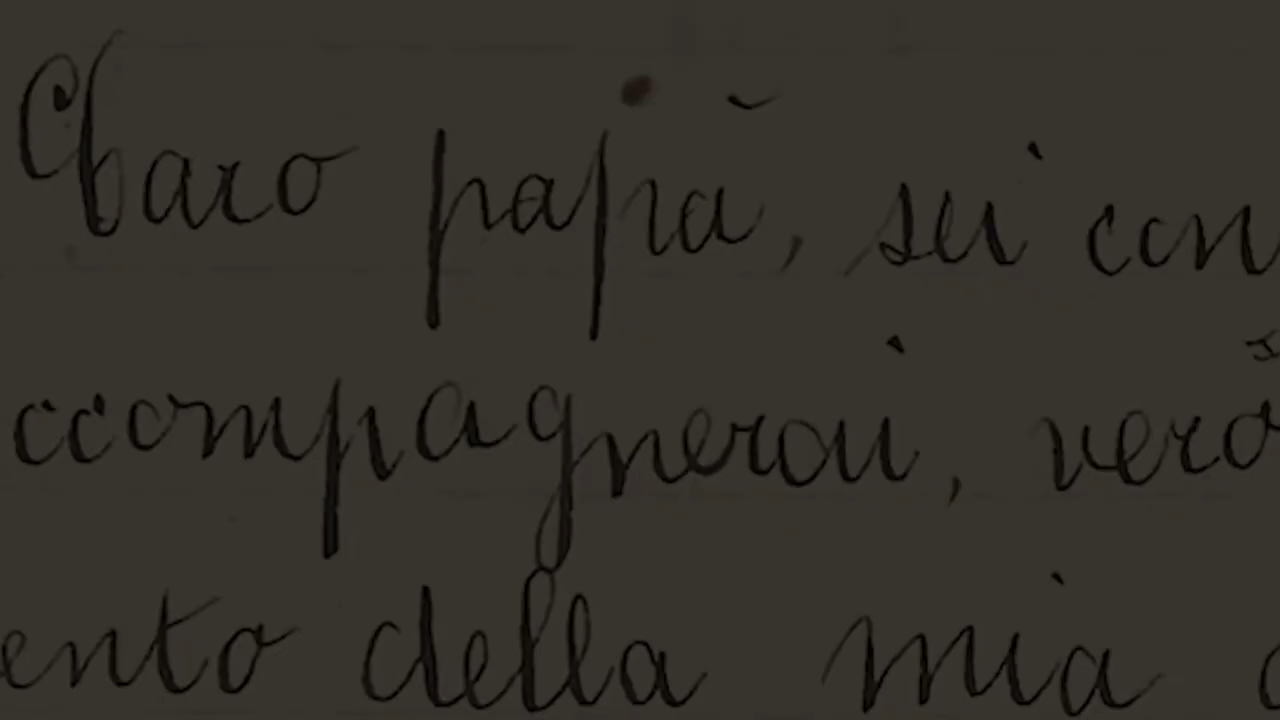 Caro papà, sei con
ccompagnerai, vero
ento della mia